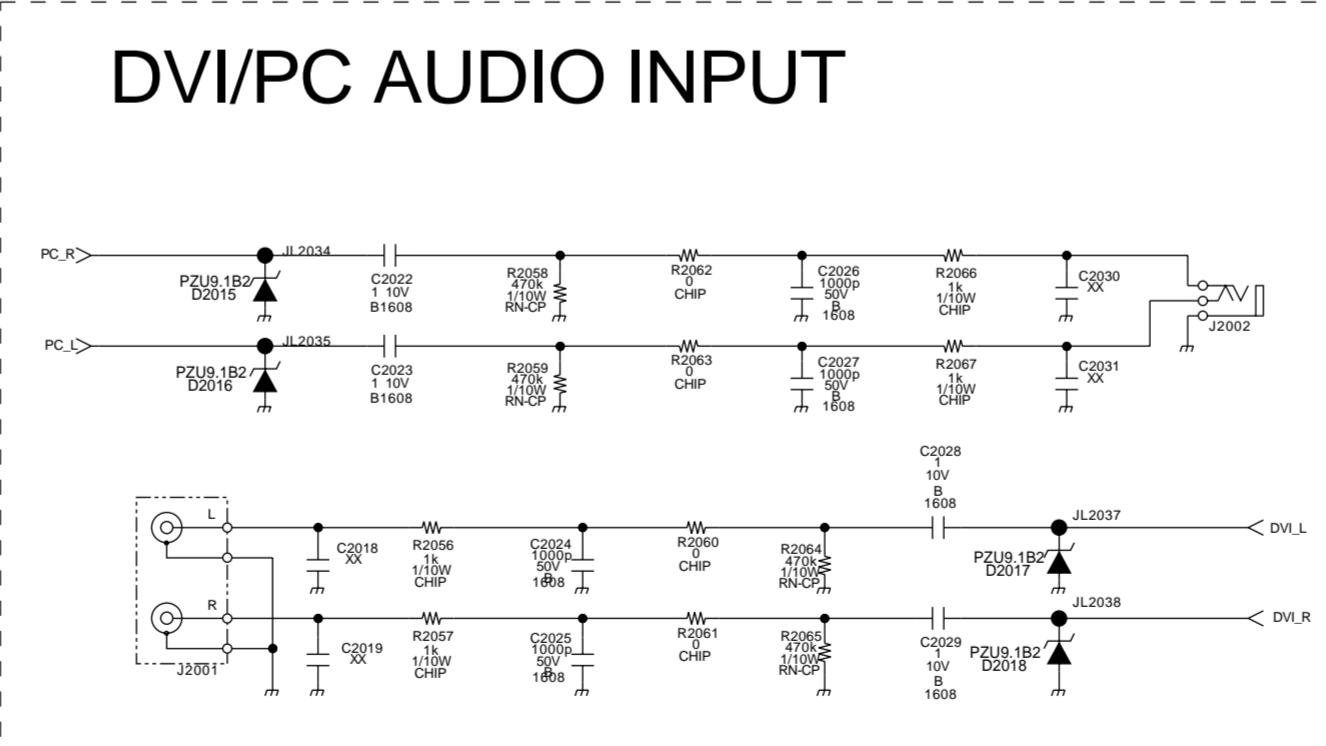 DVI/PC AUDIO INPUT
PC_R
JL2034
PZU9.1B2
D2015
C2022
1 10V
B1608
R2058
470k
1/10W
RN-CP
R2062
0
CHIP
C2026
1000p
50V
B
1608
R2066
1k
1/10W
CHIP
C2030
XX
J2002
PC_L
JL2035
PZU9.1B2
D2016
C2023
1 10V
B1608
R2059
470k
1/10W
RN-CP
R2063
0
CHIP
C2027
1000p
50V
B
1608
R2067
1k
1/10W
CHIP
C2031
XX
C2028
1
10V
B
1608
L
C2018
XX
R2056
1k
1/10W
CHIP
C2024
1000p
50V
B
1608
R2060
0
CHIP
R2064
470k
1/10W
RN-CP
JL2037
PZU9.1B2
D2017
DVI_L
R
J2001
C2019
XX
R2057
1k
1/10W
CHIP
C2025
1000p
50V
B
1608
R2061
0
CHIP
R2065
470k
1/10W
RN-CP
C2029
1
10V
B
1608
JL2038
PZU9.1B2
D2018
DVI_R